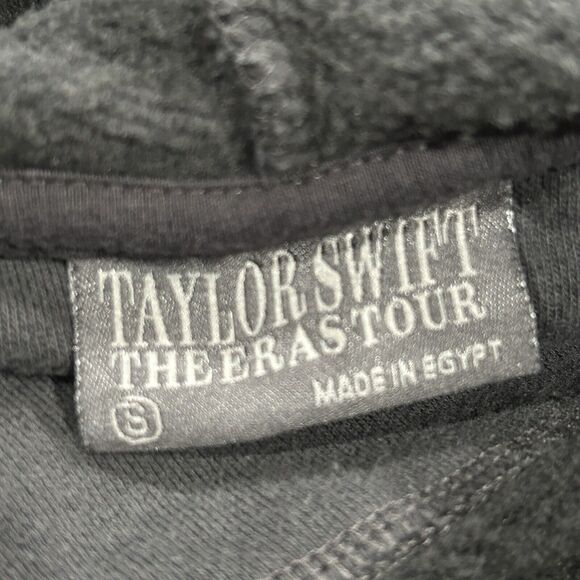 TAYLOR SWIFT
THE ERAS TOUR
MADE IN EGYPT
S